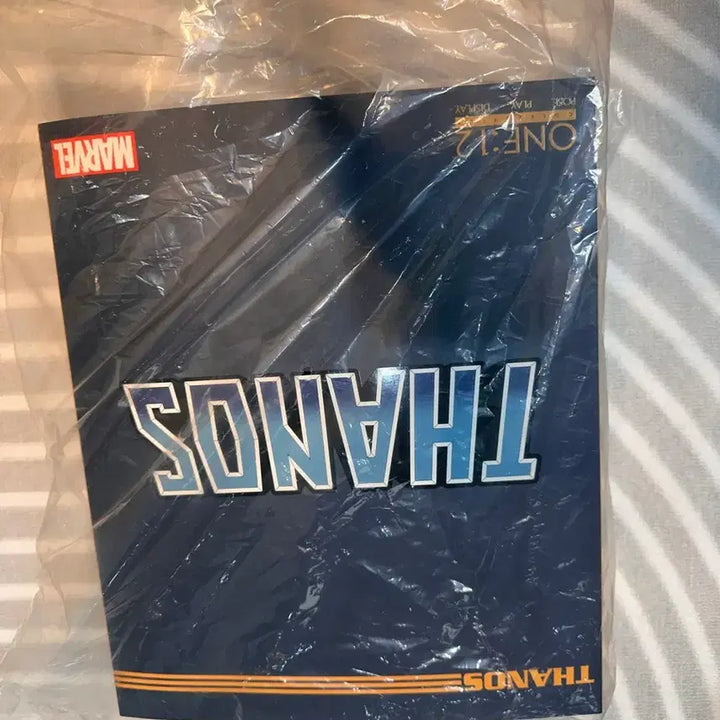 THANOS
THANOS
ONE:12
POSE PLAY DISPLAY
MARVEL